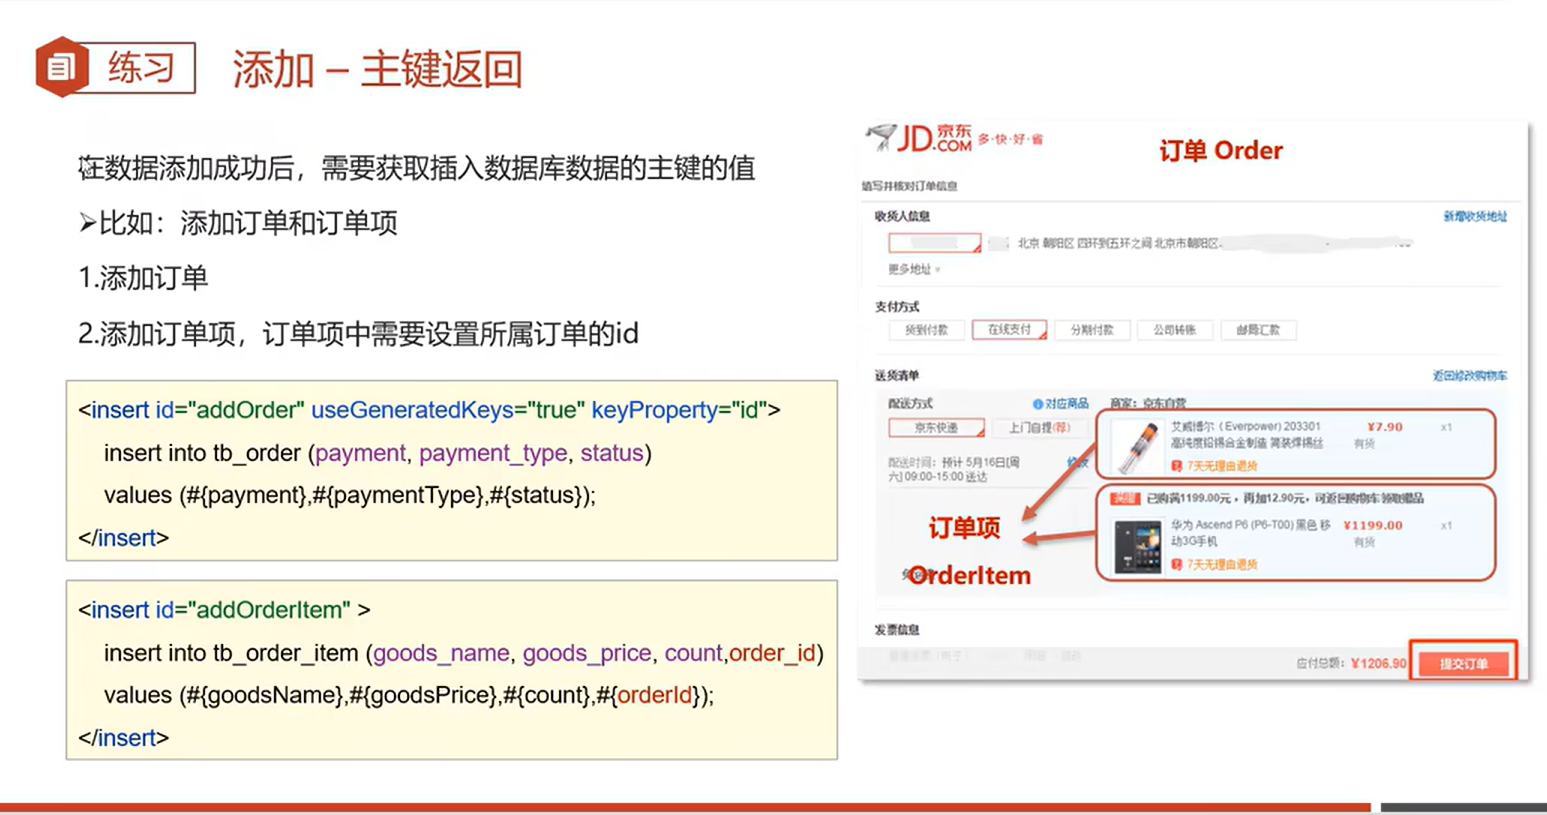 练习
添加 – 主键返回
在数据添加成功后，需要获取插入数据库数据的主键的值
➢比如：添加订单和订单项
1.添加订单
2.添加订单项，订单项中需要设置所属订单的id
<insert id="addOrder" useGeneratedKeys="true" keyProperty="id">
insert into tb_order (payment, payment_type, status)
values (#{payment},#{paymentType},#{status});
</insert>
<insert id="addOrderItem" >
insert into tb_order_item (goods_name, goods_price, count,order_id)
values (#{goodsName},#{goodsPrice},#{count},#{orderId});
</insert>
JD.COM 京东 多·快·好·省
订单 Order
填写并核对订单信息
收货人信息 新增收货地址
北京 朝阳区 四环到五环之间 北京市朝阳区
更多地址
支付方式
货到付款 在线支付 分期付款 公司转账 邮局汇款
送货清单 返回修改购物车
配送方式 对应商品 商家：京东自营
京东快递 上门自提(荐)
艾威博尔（Everpower) 203301 ¥7.90 x1
高纯度铅锡合金制造 筒装焊锡丝 有货
7天无理由退货
配送时间：预计 5月16日[周
六] 09:00-15:00 送达
已购满1199.00元，再加12.90元，可返回购物车领取赠品
华为 Ascend P6 (P6-T00) 黑色 移 ¥1199.00 x1
动3G手机 有货
7天无理由退货
订单项
OrderItem
发票信息
应付总额：¥1206.90 提交订单